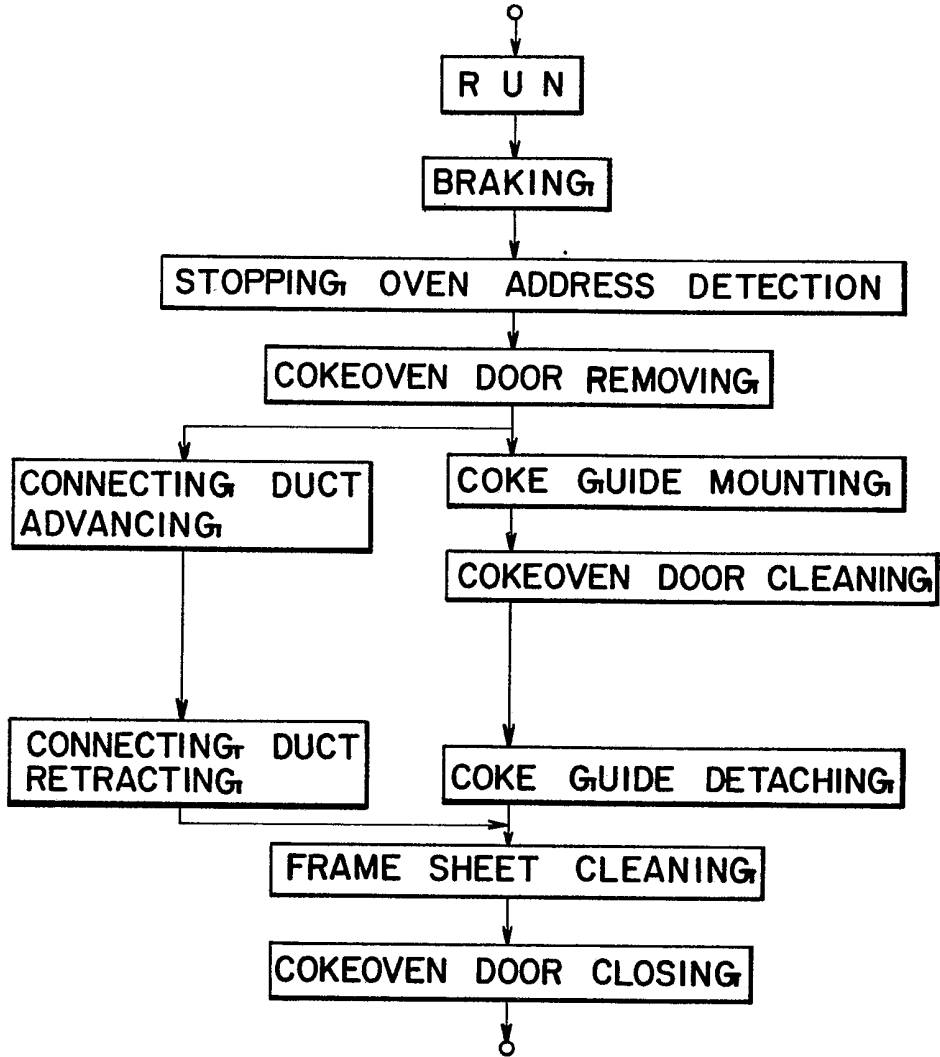 RUN
BRAKING
STOPPING OVEN ADDRESS DETECTION
COKEOVEN DOOR REMOVING
CONNECTING DUCT
ADVANCING
COKE GUIDE MOUNTING
COKEOVEN DOOR CLEANING
CONNECTING DUCT
RETRACTING
COKE GUIDE DETACHING
FRAME SHEET CLEANING
COKEOVEN DOOR CLOSING